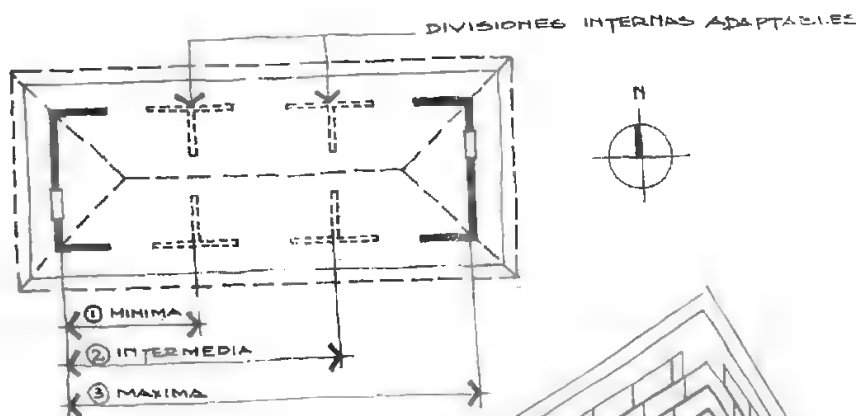 DIVISIONES INTERNAS ADAPTABLES
N
① MINIMA
② INTERMEDIA
③ MAXIMA